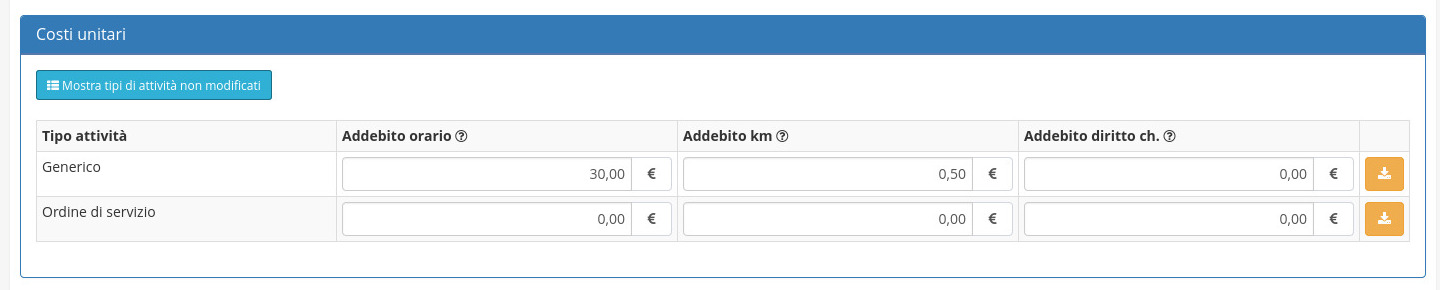 Costi unitari
Mostra tipi di attività non modificati
Tipo attività Addebito orario Addebito km Addebito diritto ch.
Generico 30,00 € 0,50 € 0,00 €
Ordine di servizio 0,00 € 0,00 € 0,00 €